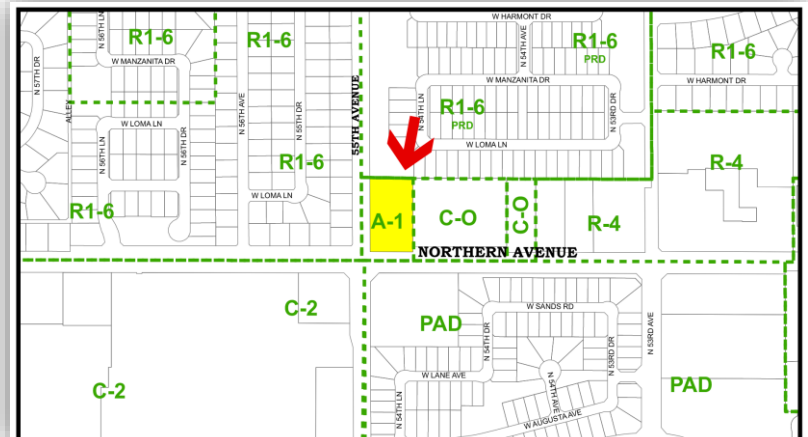 W HARMONT DR
N 56TH LN
R1-6
R1-6
N 54TH AVE
R1-6
PRD
R1-6
N 57TH DR
W MANZANITA DR
W MANZANITA DR
W HARMONT DR
ALLEY
N 56TH AVE
N 55TH DR
55TH AVENUE
N 54TH LN
R1-6
PRD
N 53RD DR
W LOMA LN
N 56TH LN
N 56TH DR
W LOMA LN
R1-6
R-4
W LOMA LN
R1-6
A-1
C-O
C-O
R-4
NORTHERN AVENUE
C-2
PAD
W SANDS RD
N 54TH DR
N 53RD DR
N 53RD AVE
W LANE AVE
C-2
N 54TH LN
N 54TH AVE
PAD
W AUGUSTA AVE